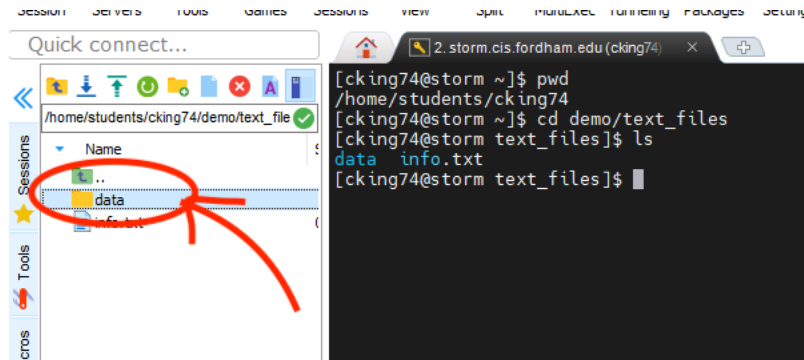 Session Servers Tools Games Sessions View Split MultiExec Tunneling Packages Settings
Quick connect...
2. storm.cis.fordham.edu (cking74)
/home/students/cking74/demo/text_file
Name
..
data
info.txt
Sessions
Tools
[cking74@storm ~]$ pwd
/home/students/cking74
[cking74@storm ~]$ cd demo/text_files
[cking74@storm text_files]$ ls
data info.txt
[cking74@storm text_files]$